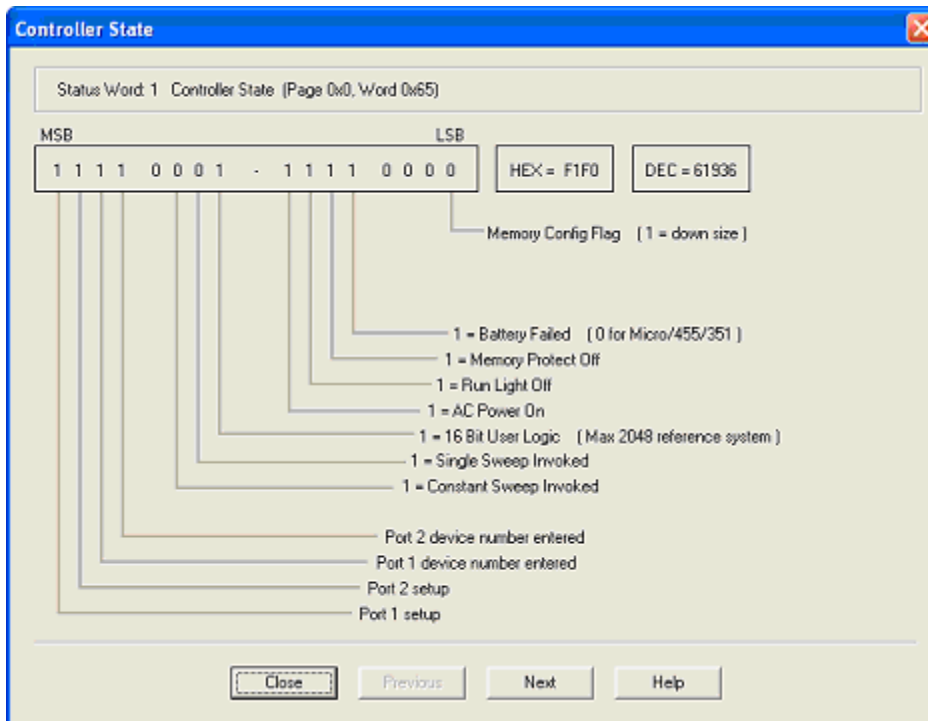 Controller State
Status Word: 1 Controller State (Page 0x0, Word 0x65)
MSB LSB
1 1 1 1 0 0 0 1 - 1 1 1 1 0 0 0 0 HEX = F1F0 DEC = 61936
Memory Config Flag ( 1 = down size )
1 = Battery Failed ( 0 for Micro/455/351 )
1 = Memory Protect Off
1 = Run Light Off
1 = AC Power On
1 = 16 Bit User Logic ( Max 2048 reference system )
1 = Single Sweep Invoked
1 = Constant Sweep Invoked
Port 2 device number entered
Port 1 device number entered
Port 2 setup
Port 1 setup
Close Previous Next Help